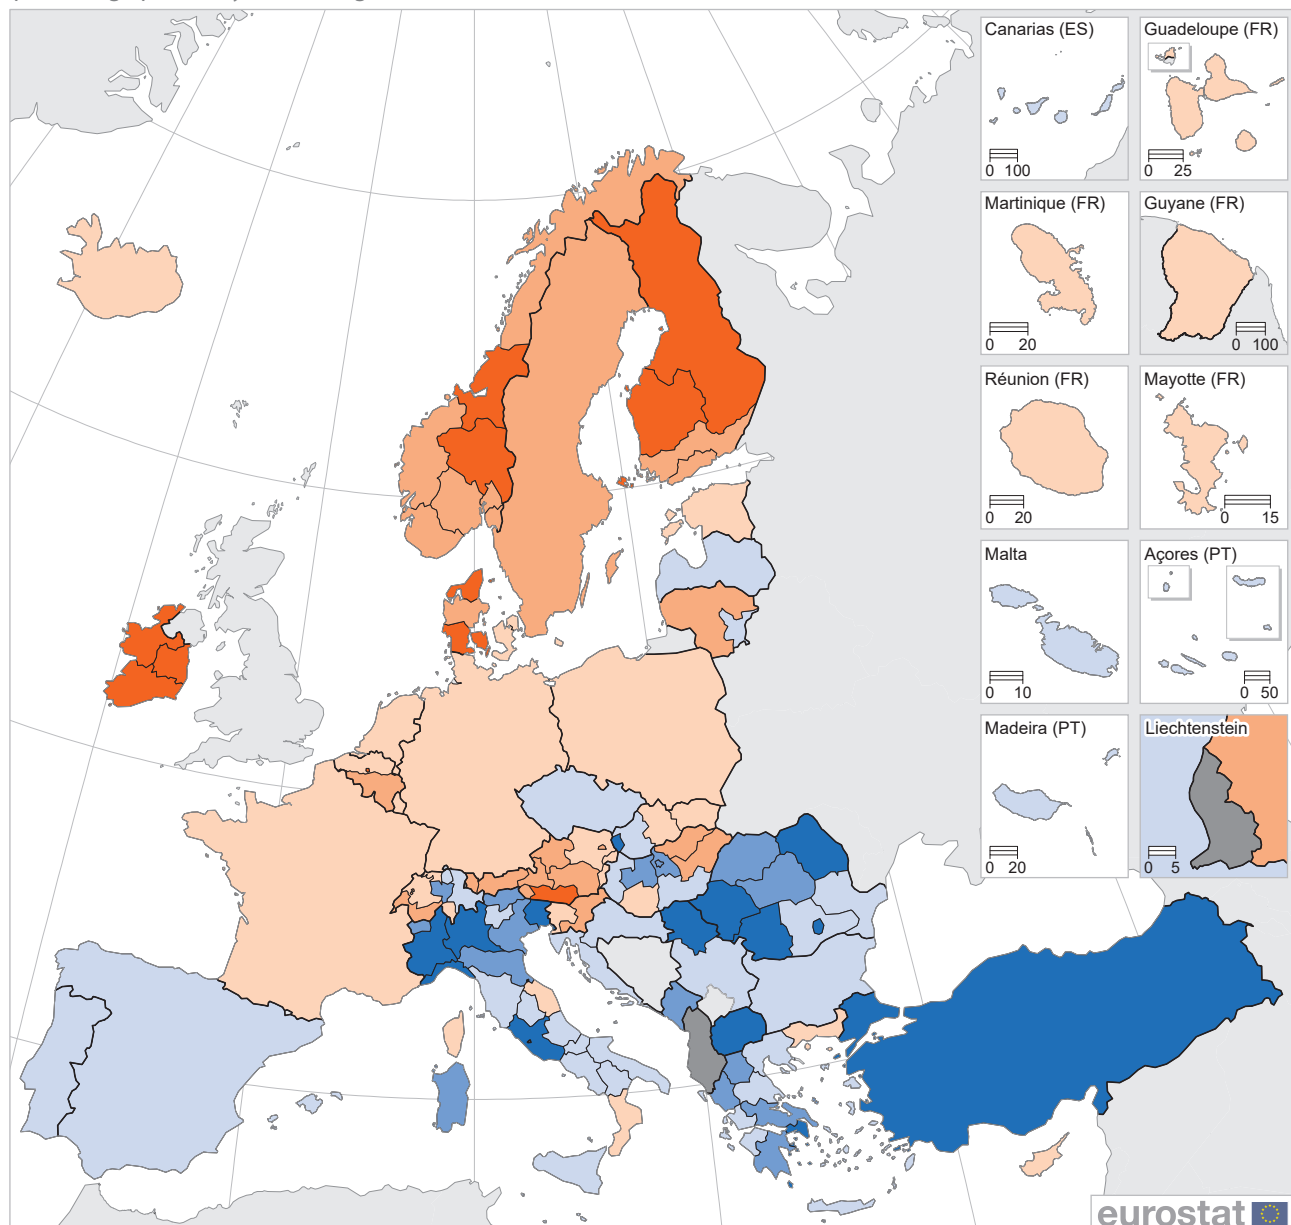 Canarias (ES)
0 100
Guadeloupe (FR)
0 25
Martinique (FR)
0 20
Guyane (FR)
0 100
Réunion (FR)
0 20
Mayotte (FR)
0 15
Malta
0 10
Açores (PT)
0 50
Madeira (PT)
0 20
Liechtenstein
0 5
eurostat